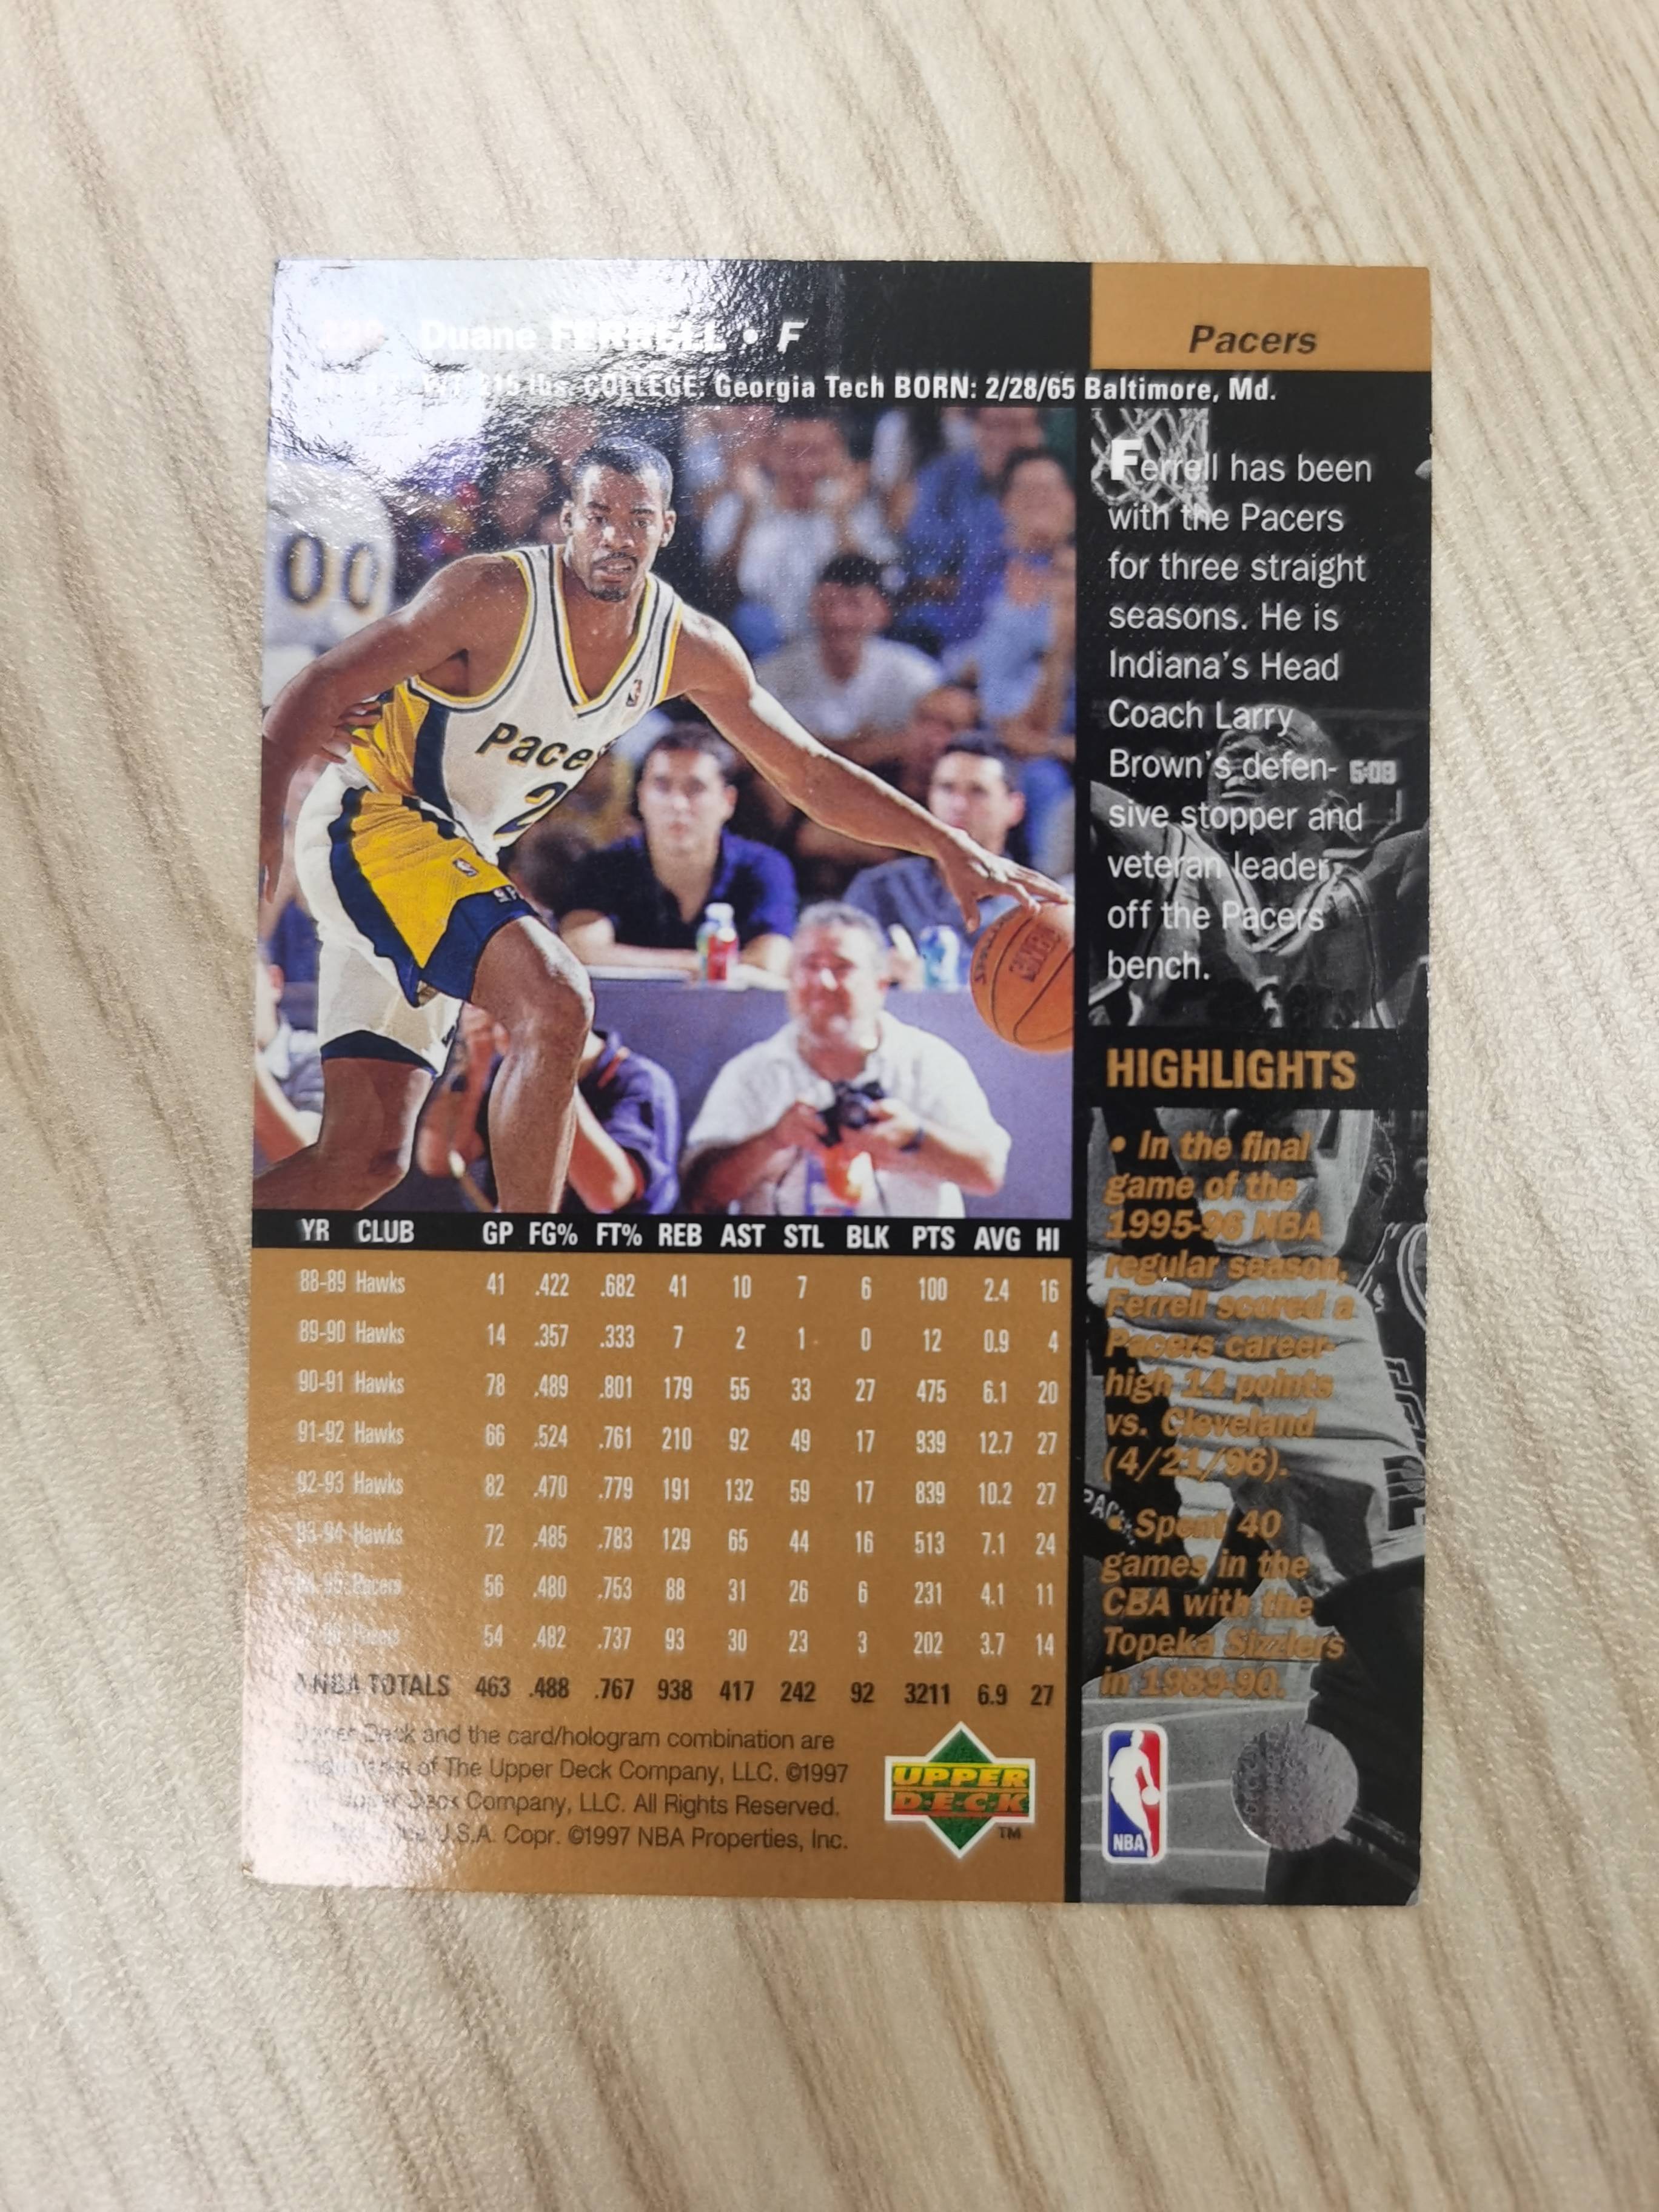 Duane FERRELL • F
Pacers
215 lbs. COLLEGE: Georgia Tech BORN: 2/28/65 Baltimore, Md.
00
Pace
2
Ferrell has been
with the Pacers
for three straight
seasons. He is
Indiana's Head
Coach Larry
Brown's defen-
sive stopper and
veteran leader
off the Pacers
bench.
5:09
HIGHLIGHTS
• In the final
game of the
1995-96 NBA
regular season,
Ferrell scored a
Pacers career-
high 14 points
vs. Cleveland
(4/21/96).
• Spent 40
games in the
CBA with the
Topeka Sizzlers
in 1989-90.
YR CLUB GP FG% FT% REB AST STL BLK PTS AVG HI
88-89 Hawks 41 .422 .682 41 10 7 6 100 2.4 16
89-90 Hawks 14 .357 .333 7 2 1 0 12 0.9 4
90-91 Hawks 78 .489 .801 179 55 33 27 475 6.1 20
91-92 Hawks 66 .524 .761 210 92 49 17 839 12.7 27
92-93 Hawks 82 .470 .779 191 132 59 17 839 10.2 27
93-94 Hawks 72 .485 .783 129 65 44 16 513 7.1 24
Pacers 56 .480 .753 88 31 26 6 231 4.1 11
Pacers 54 .482 .737 93 30 23 3 202 3.7 14
NBA TOTALS 463 .488 .767 938 417 242 92 3211 6.9 27
Upper Deck and the card/hologram combination are
trademarks of The Upper Deck Company, LLC. ©1997
The Upper Deck Company, LLC. All Rights Reserved.
U.S.A. Copr. ©1997 NBA Properties, Inc.
UPPER
D·E·C·K
TM
NBA